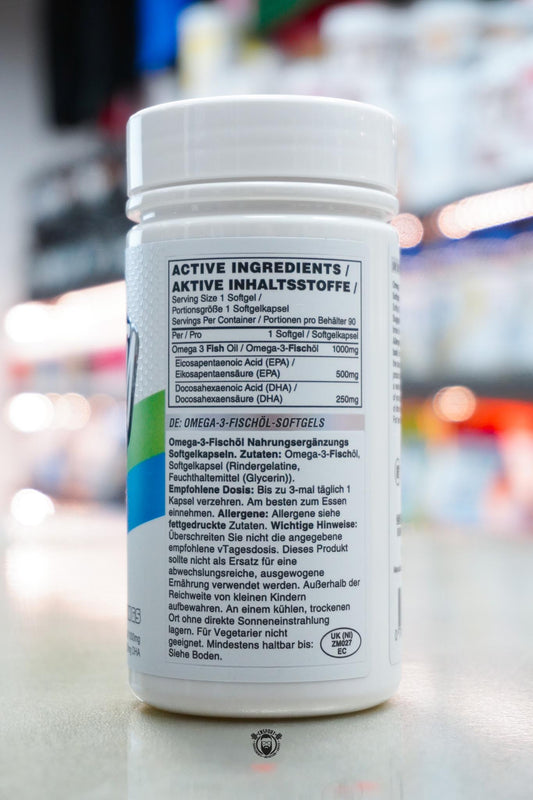 ACTIVE INGREDIENTS /
AKTIVE INHALTSSTOFFE /
Serving Size 1 Softgel /
Portionsgröße 1 Softgelkapsel
Servings Per Container / Portionen pro Behälter 90
Per / Pro 1 Softgel / Softgelkapsel
Omega 3 Fish Oil / Omega-3-Fischöl 1000mg
Eicosapentaenoic Acid (EPA) /
Eikosapentaensäure (EPA) 500mg
Docosahexaenoic Acid (DHA) /
Docosahexaensäure (DHA) 250mg
DE: OMEGA-3-FISCHÖL-SOFTGELS
Omega-3-Fischöl Nahrungsergänzungs
Softgelkapseln. Zutaten: Omega-3-Fischöl,
Softgelkapsel (Rindergelatine,
Feuchthaltemittel (Glycerin)).
Empfohlene Dosis: Bis zu 3-mal täglich 1
Kapsel verzehren. Am besten zum Essen
einnehmen. Allergene: Allergene siehe
fettgedruckte Zutaten. Wichtige Hinweise:
Überschreiten Sie nicht die angegebene
empfohlene vTagesdosis. Dieses Produkt
sollte nicht als Ersatz für eine
abwechslungsreiche, ausgewogene
Ernährung verwendet werden. Außerhalb der
Reichweite von kleinen Kindern
aufbewahren. An einem kühlen, trockenen
Ort ohne direkte Sonneneinstrahlung
lagern. Für Vegetarier nicht
geeignet. Mindestens haltbar bis:
Siehe Boden.
UK (NI)
ZM027
EC
DHA